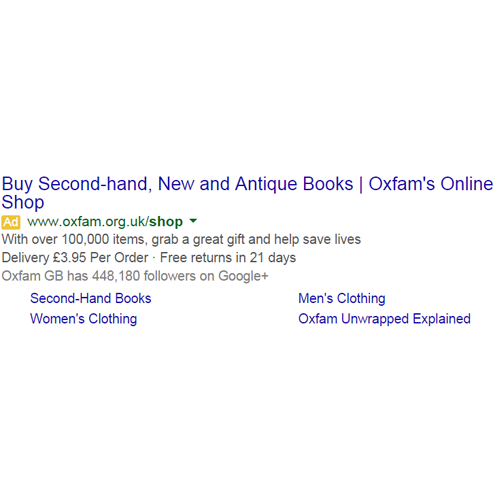 Buy Second-hand, New and Antique Books | Oxfam's Online
Shop
Ad www.oxfam.org.uk/shop
With over 100,000 items, grab a great gift and help save lives
Delivery £3.95 Per Order · Free returns in 21 days
Oxfam GB has 448,180 followers on Google+
Second-Hand Books Men's Clothing
Women's Clothing Oxfam Unwrapped Explained